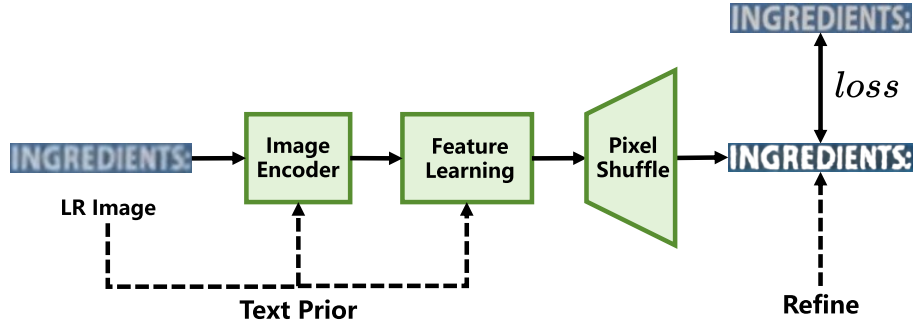 INGREDIENTS:
loss
INGREDIENTS:
Image
Encoder
Feature
Learning
Pixel
Shuffle
INGREDIENTS:
LR Image
Text Prior
Refine